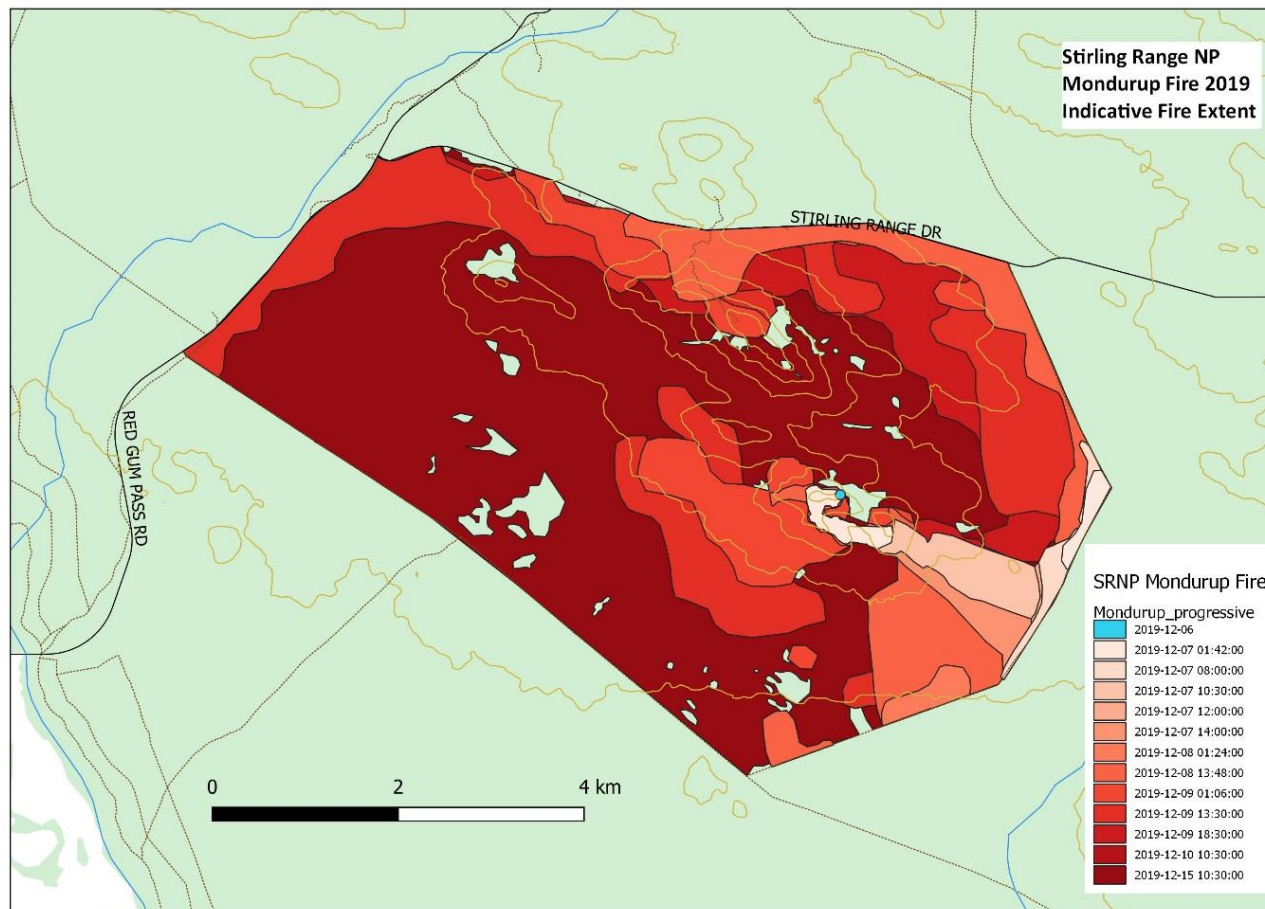 Stirling Range NP
Mondurup Fire 2019
Indicative Fire Extent
STIRLING RANGE DR
RED GUM PASS RD
0 2 4 km
SRNP Mondurup Fire
Mondurup_progressive
2019-12-06
2019-12-07 01:42:00
2019-12-07 08:00:00
2019-12-07 10:30:00
2019-12-07 12:00:00
2019-12-07 14:00:00
2019-12-08 01:24:00
2019-12-08 13:48:00
2019-12-09 01:06:00
2019-12-09 13:30:00
2019-12-09 18:30:00
2019-12-10 10:30:00
2019-12-15 10:30:00